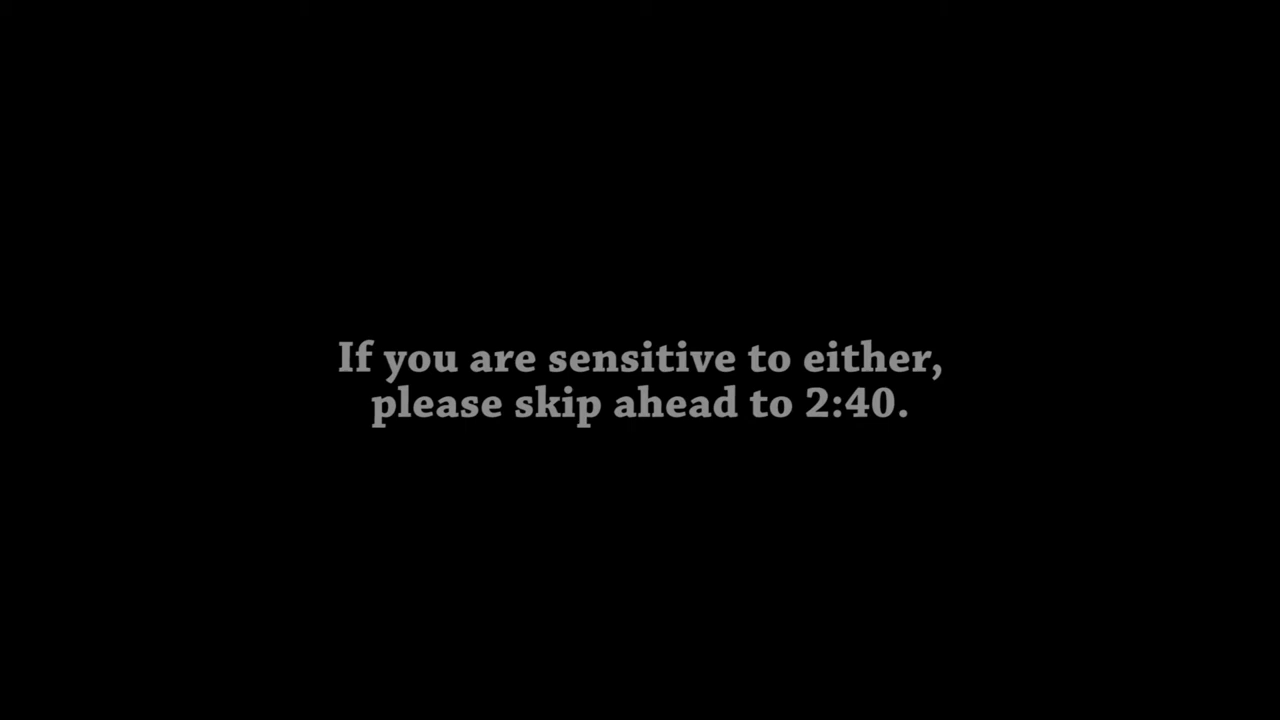 If you are sensitive to either,
please skip ahead to 2:40.